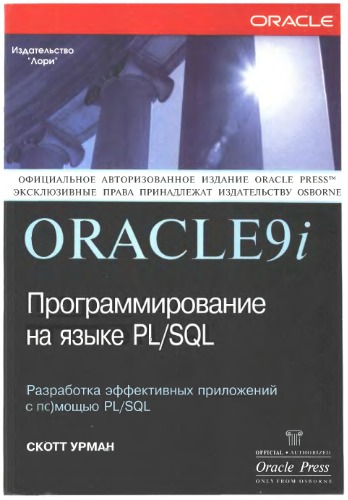 ORACLE
Издательство
"Лори"
ОФИЦИАЛЬНОЕ АВТОРИЗОВАННОЕ ИЗДАНИЕ ORACLE PRESS™
ЭКСКЛЮЗИВНЫЕ ПРАВА ПРИНАДЛЕЖАТ ИЗДАТЕЛЬСТВУ OSBORNE
ORACLE9i
Программирование
на языке PL/SQL
Разработка эффективных приложений
с пс)мощью PL/SQL
СКОТТ УРМАН
OFFICIAL • AUTHORIZED
Oracle Press
ONLY FROM OSBORNE